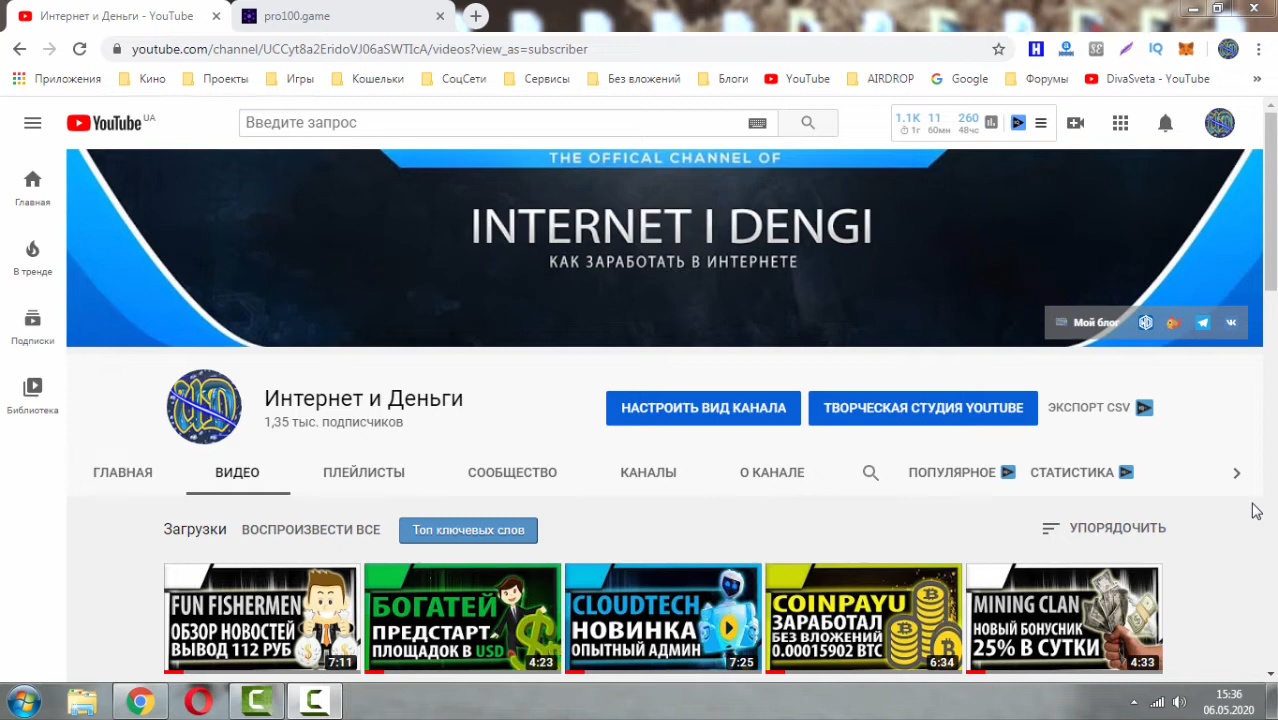 Интернет и Деньги - YouTube
pro100.game
youtube.com/channel/UCCyt8a2EridpVJ06aSWTIcA/videos?view_as=subscriber
Приложения Кино Проекты Игры Кошельки СоцСети Сервисы Без вложений Блоги YouTube AIRDROP Google Форумы DivaSveta - YouTube
YouTube UA
Введите запрос
1.1K 11 260
1г 60мн 48чс
THE OFFICAL CHANNEL OF
INTERNET I DENGI
КАК ЗАРАБОТАТЬ В ИНТЕРНЕТЕ
Мой блог
Главная
В тренде
Подписки
Библиотека
Интернет и Деньги
1,35 тыс. подписчиков
НАСТРОИТЬ ВИД КАНАЛА
ТВОРЧЕСКАЯ СТУДИЯ YOUTUBE
ЭКСПОРТ CSV
ГЛАВНАЯ ВИДЕО ПЛЕЙЛИСТЫ СООБЩЕСТВО КАНАЛЫ О КАНАЛЕ ПОПУЛЯРНОЕ СТАТИСТИКА
Загрузки ВОСПРОИЗВЕСТИ ВСЕ Топ ключевых слов УПОРЯДОЧИТЬ
FUN FISHERMEN
ОБЗОР НОВОСТЕЙ
ВЫВОД 112 РУБ
7:11
БОГАТЕЙ
ПРЕДСТАРТ
ПЛОЩАДОК В USD
4:23
CLOUDTECH
НОВИНКА
ОПЫТНЫЙ АДМИН
7:25
COINPAYU
ЗАРАБОТАЛ
БЕЗ ВЛОЖЕНИЙ
0.00015902 BTC
6:34
MINING CLAN
НОВЫЙ БОНУСНИК
25% В СУТКИ
4:33
15:36
06.05.2020